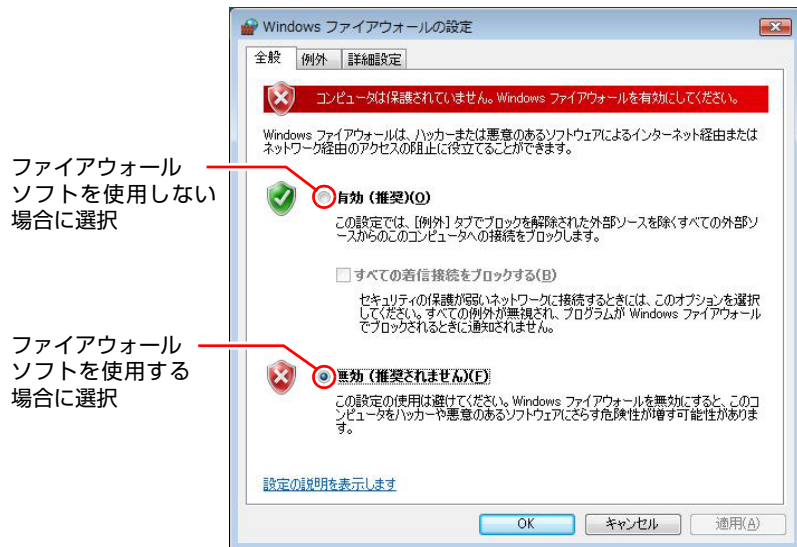 Windows ファイアウォールの設定
全般
例外
詳細設定
コンピュータは保護されていません。Windows ファイアウォールを有効にしてください。
Windows ファイアウォールは、ハッカーまたは悪意のあるソフトウェアによるインターネット経由または
ネットワーク経由のアクセスの阻止に役立てることができます。
ファイアウォール
ソフトを使用しない
場合に選択
有効（推奨）(O)
この設定では、[例外] タブでブロックを解除された外部ソースを除くすべての外部ソ
ースからのこのコンピュータへの接続をブロックします。
すべての着信接続をブロックする(B)
セキュリティの保護が弱いネットワークに接続するときには、このオプションを選択
してください。すべての例外が無視され、プログラムが Windows ファイアウォール
でブロックされるときに通知されません。
ファイアウォール
ソフトを使用する
場合に選択
無効（推奨されません）(F)
この設定の使用は避けてください。Windows ファイアウォールを無効にすると、このコ
ンピュータをハッカーや悪意のあるソフトウェアにさらす危険性が増す可能性がありま
す。
設定の説明を表示します
OK
キャンセル
適用(A)